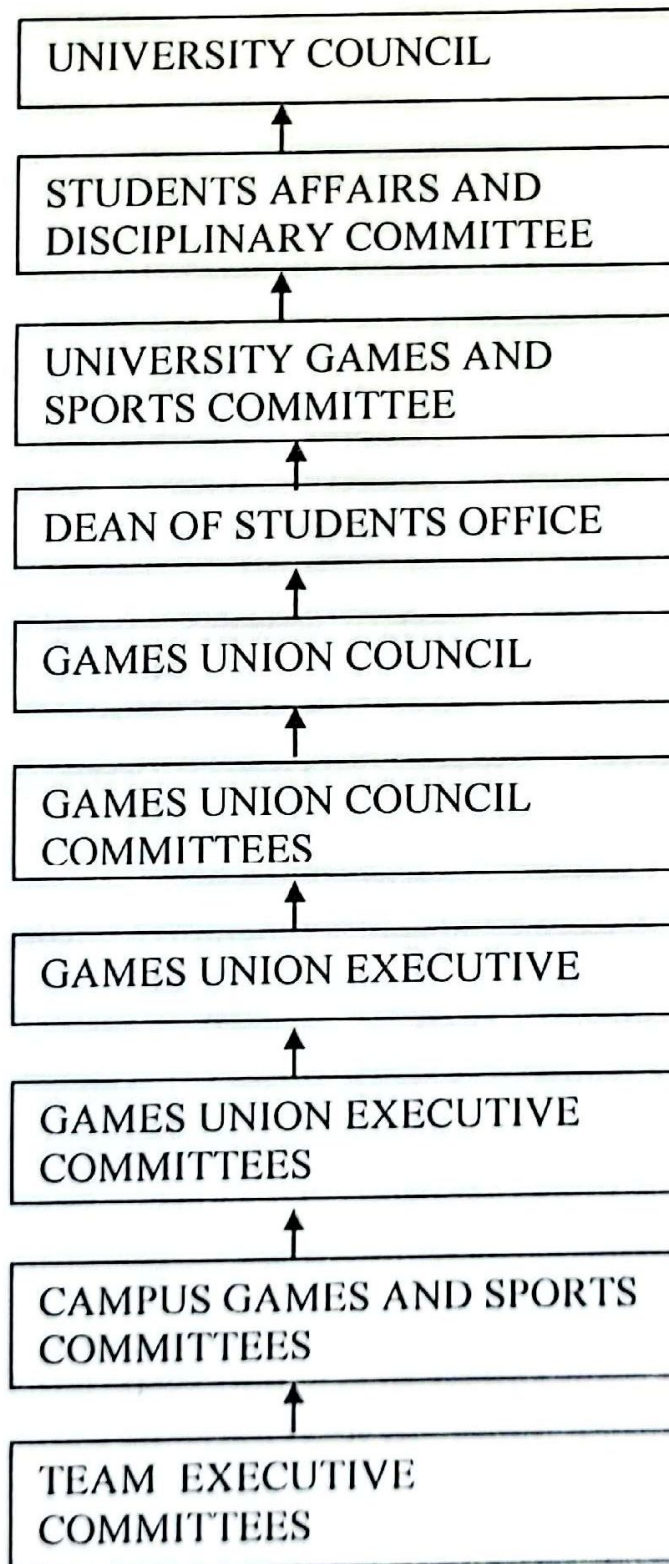 UNIVERSITY COUNCIL
STUDENTS AFFAIRS AND
DISCIPLINARY COMMITTEE
UNIVERSITY GAMES AND
SPORTS COMMITTEE
DEAN OF STUDENTS OFFICE
GAMES UNION COUNCIL
GAMES UNION COUNCIL
COMMITTEES
GAMES UNION EXECUTIVE
GAMES UNION EXECUTIVE
COMMITTEES
CAMPUS GAMES AND SPORTS
COMMITTEES
TEAM EXECUTIVE
COMMITTEES